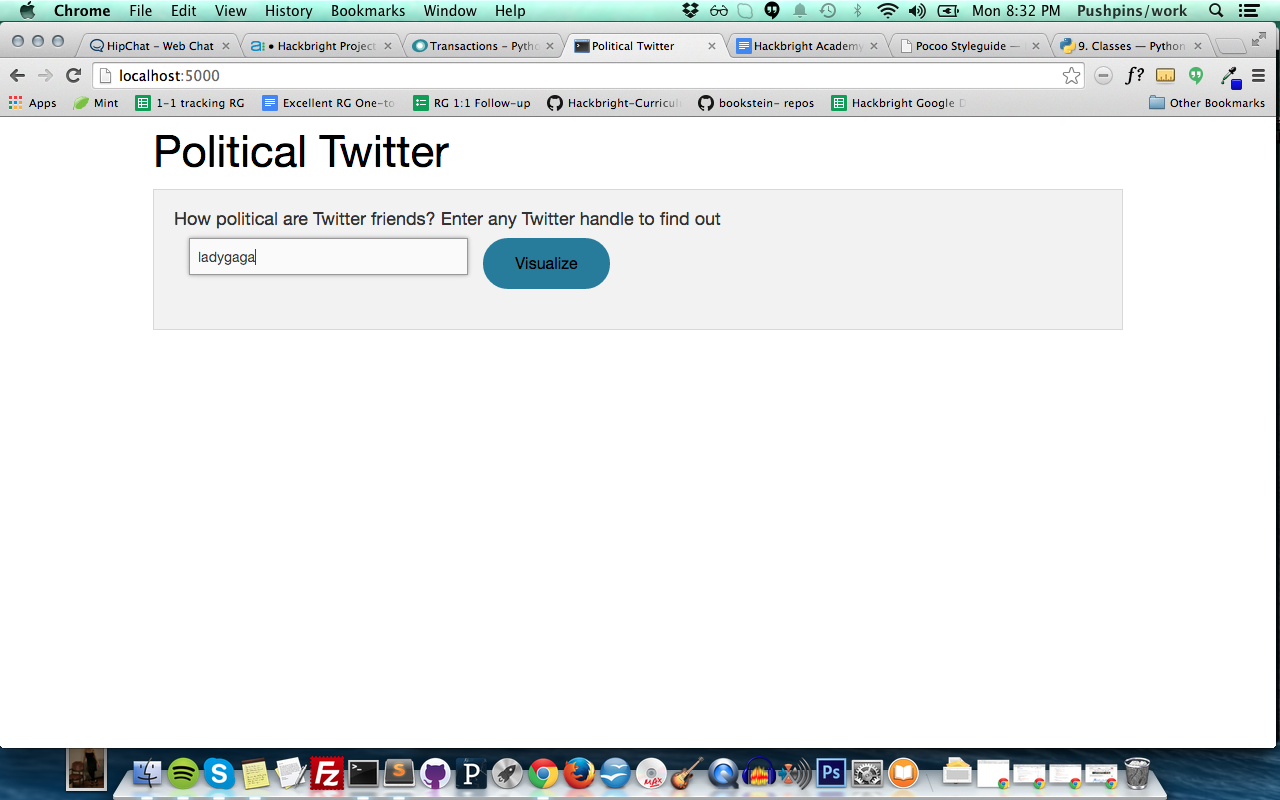 Chrome File Edit View History Bookmarks Window Help Mon 8:32 PM Pushpins/work
HipChat – Web Chat • Hackbright Project Transactions – Pytho Political Twitter Hackbright Academy Pocoo Styleguide — 9. Classes — Python
localhost:5000 f?
Apps Mint 1-1 tracking RG Excellent RG One-to RG 1:1 Follow-up Hackbright-Curricul bookstein- repos Hackbright Google D Other Bookmarks
Political Twitter
How political are Twitter friends? Enter any Twitter handle to find out
ladygaga Visualize
Fz S P MAX Ps